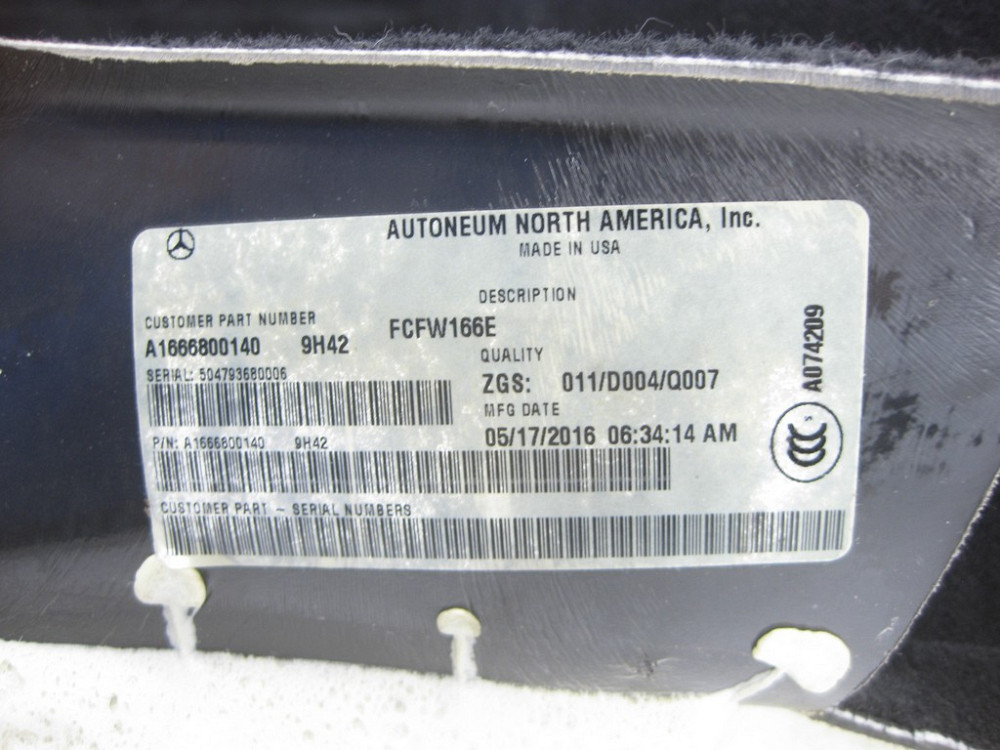 AUTONEUM NORTH AMERICA, Inc.
MADE IN USA
DESCRIPTION
CUSTOMER PART NUMBER
FCFW166E
A1666800140 9H42
QUALITY
SERIAL: 504793680006
ZGS: 011/D004/Q007
MFG DATE
05/17/2016 06:34:14 AM
P/N: A1666800140 9H42
CUSTOMER PART - SERIAL NUMBERS
A074209
CCC S